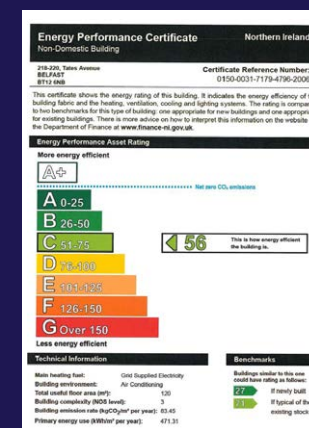 Energy Performance Certificate
Northern Ireland
Non-Domestic Building
218-220, Tates Avenue
BELFAST
BT12 6NB
Certificate Reference Number:
0150-0031-7179-4796-2006
This certificate shows the energy rating of this building. It indicates the energy efficiency of
building fabric and the heating, ventilation, cooling and lighting systems. The rating is compar
to two benchmarks for this type of building: one appropriate for new buildings and one appropri
for existing buildings. There is more advice on how to interpret this information on the website
the Department of Finance at www.finance-ni.gov.uk.
Energy Performance Asset Rating
More energy efficient
A+
Net zero CO₂ emissions
A 0-25
B 26-50
C 51-75
56
This is how energy efficient
the building is.
D 76-100
E 101-125
F 126-150
G Over 150
Less energy efficient
Technical Information
Main heating fuel: Grid Supplied Electricity
Building environment: Air Conditioning
Total useful floor area (m²): 120
Building complexity (NOS level): 3
Building emission rate (kgCO₂/m² per year): 83.45
Primary energy use (kWh/m² per year): 471.31
Benchmarks
Buildings similar to this one
could have rating as follows:
27 If newly built
If typical of the
existing stock